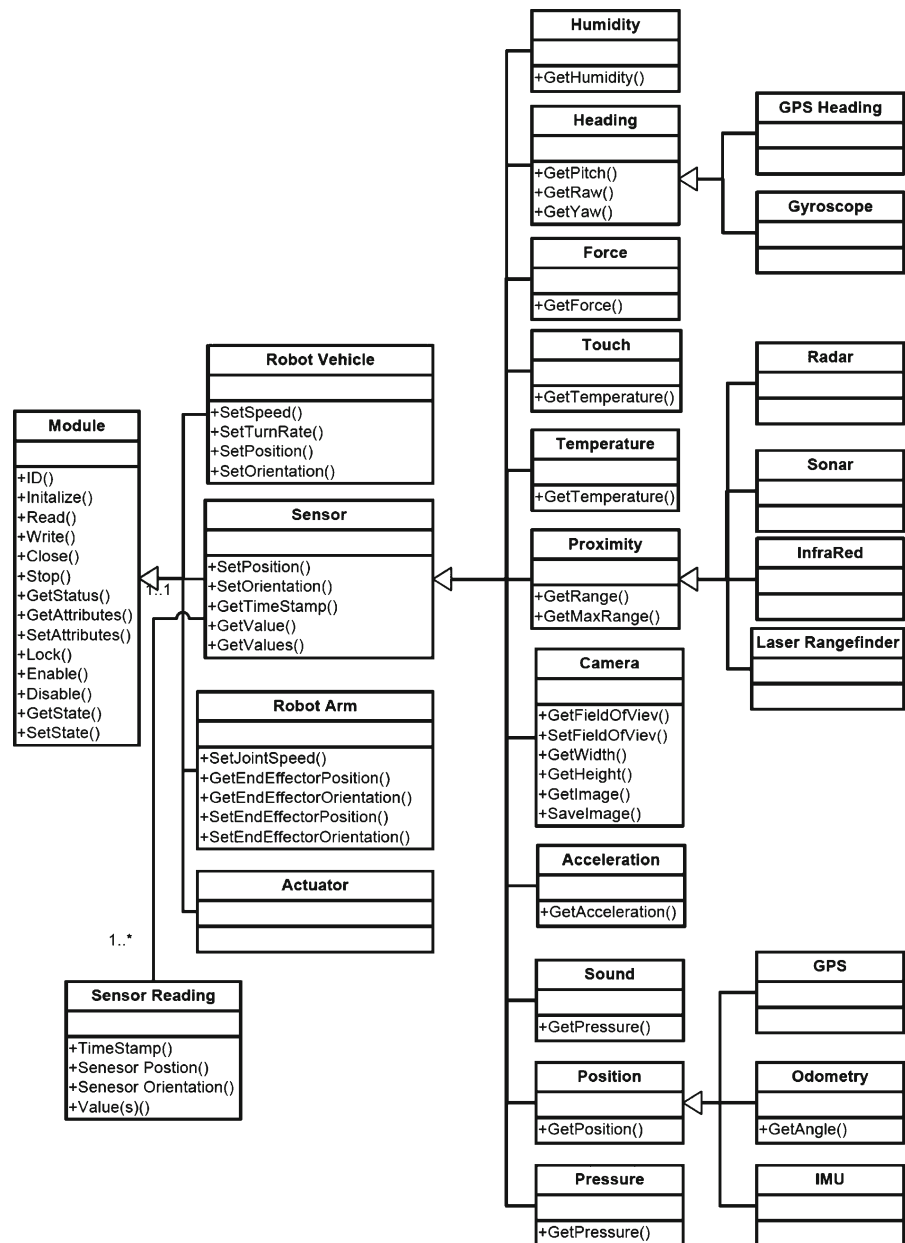 Module
+ID()
+Initalize()
+Read()
+Write()
+Close()
+Stop()
+GetStatus()
+GetAttributes()
+SetAttributes()
+Lock()
+Enable()
+Disable()
+GetState()
+SetState()
Robot Vehicle
+SetSpeed()
+SetTurnRate()
+SetPosition()
+SetOrientation()
Sensor
+SetPosition()
+SetOrientation()
+GetTimeStamp()
+GetValue()
+GetValues()
1..1
Robot Arm
+SetJointSpeed()
+GetEndEffectorPosition()
+GetEndEffectorOrientation()
+SetEndEffectorPosition()
+SetEndEffectorOrientation()
Actuator
1..*
Sensor Reading
+TimeStamp()
+Senesor Postion()
+Senesor Orientation()
+Value(s)()
Humidity
+GetHumidity()
Heading
+GetPitch()
+GetRaw()
+GetYaw()
Force
+GetForce()
Touch
+GetTemperature()
Temperature
+GetTemperature()
Proximity
+GetRange()
+GetMaxRange()
Camera
+GetFieldOfViev()
+SetFieldOfViev()
+GetWidth()
+GetHeight()
+GetImage()
+SaveImage()
Acceleration
+GetAcceleration()
Sound
+GetPressure()
Position
+GetPosition()
Pressure
+GetPressure()
GPS Heading
Gyroscope
Radar
Sonar
InfraRed
Laser Rangefinder
GPS
Odometry
+GetAngle()
IMU